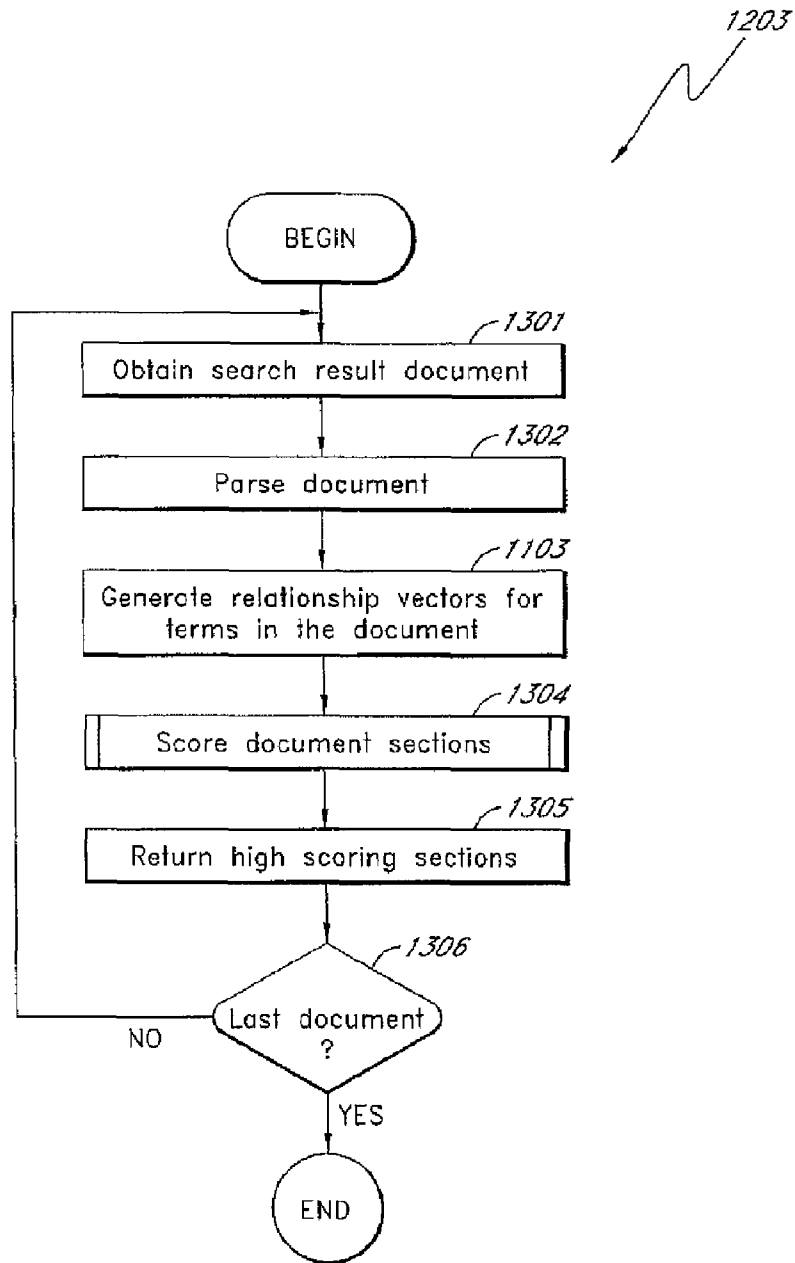 1203
BEGIN
1301
Obtain search result document
1302
Parse document
1103
Generate relationship vectors for
terms in the document
1304
Score document sections
1305
Return high scoring sections
1306
Last document
?
NO
YES
END